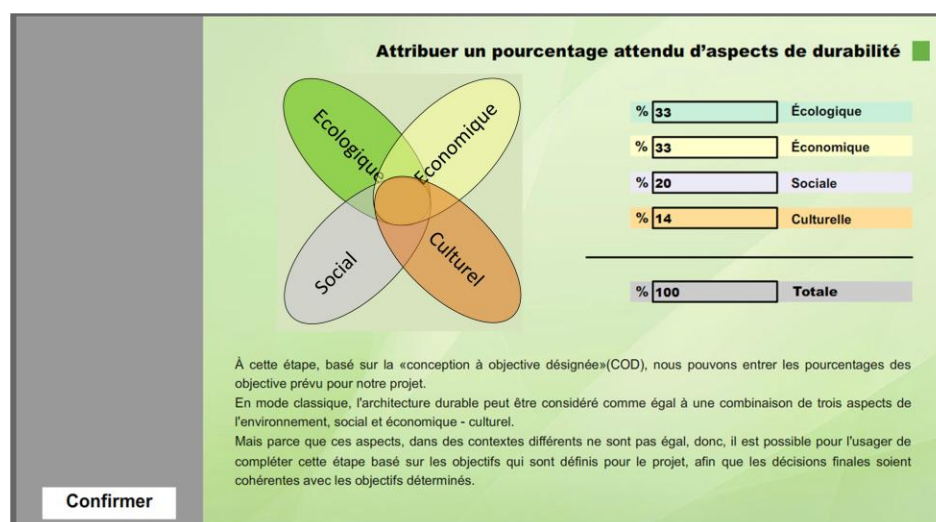 Attribuer un pourcentage attendu d'aspects de durabilité
Ecologique
Economique
Social
Culturel
% 33 Écologique
% 33 Économique
% 20 Sociale
% 14 Culturelle
% 100 Totale
À cette étape, basé sur la «conception à objective désignée»(COD), nous pouvons entrer les pourcentages des
objective prévu pour notre projet.
En mode classique, l'architecture durable peut être considéré comme égal à une combinaison de trois aspects de
l'environnement, social et économique - culturel.
Mais parce que ces aspects, dans des contextes différents ne sont pas égal, donc, il est possible pour l'usager de
compléter cette étape basé sur les objectifs qui sont définis pour le projet, afin que les décisions finales soient
cohérentes avec les objectifs déterminés.
Confirmer